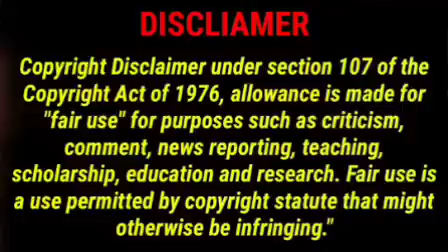 DISCLIAMER
Copyright Disclaimer under section 107 of the
Copyright Act of 1976, allowance is made for
"fair use" for purposes such as criticism,
comment, news reporting, teaching,
scholarship, education and research. Fair use is
a use permitted by copyright statute that might
otherwise be infringing."